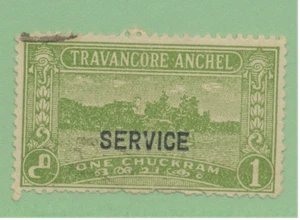 TRAVANCORE ANCHEL
SERVICE
ONE CHUCKRAM
1